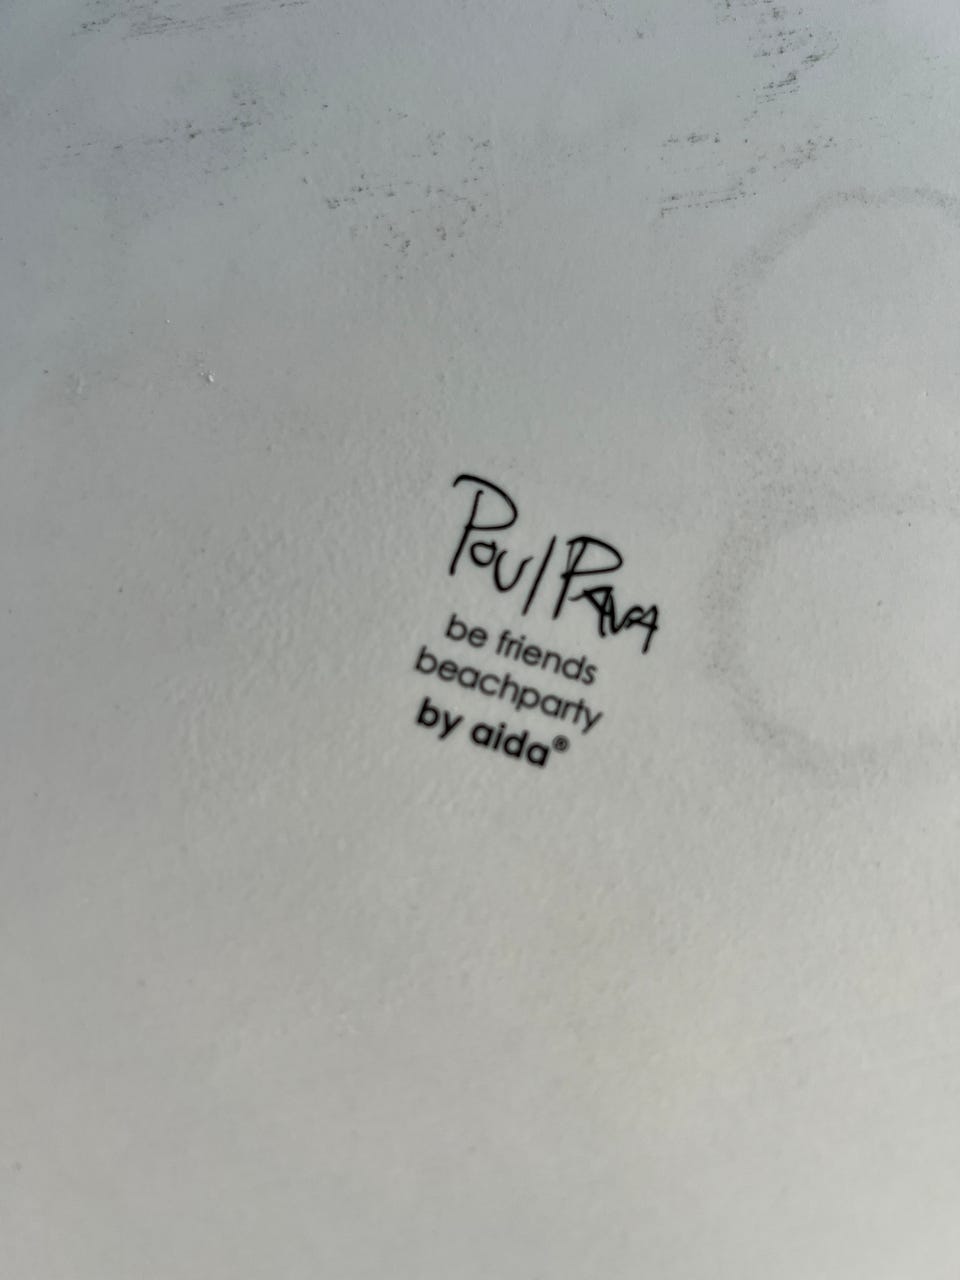 Poul Pava
be friends
beachparty
by aida®